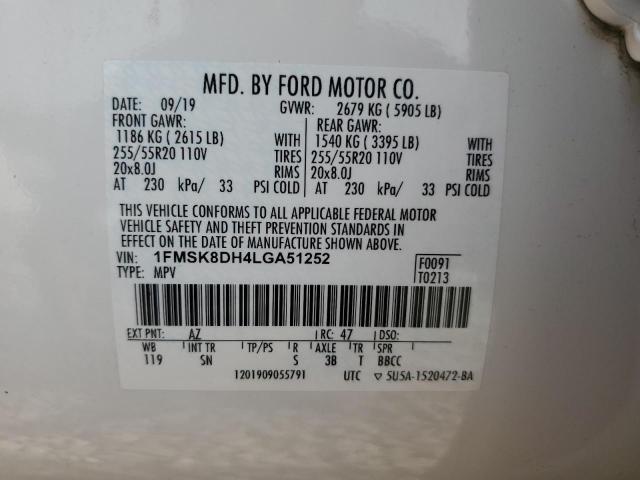 MFD. BY FORD MOTOR CO.
DATE: 09/19 GVWR: 2679 KG ( 5905 LB)
FRONT GAWR: REAR GAWR:
1186 KG ( 2615 LB) WITH 1540 KG ( 3395 LB) WITH
255/55R20 110V TIRES 255/55R20 110V TIRES
20x8.0J RIMS 20x8.0J RIMS
AT 230 kPa/ 33 PSI COLD AT 230 kPa/ 33 PSI COLD
THIS VEHICLE CONFORMS TO ALL APPLICABLE FEDERAL MOTOR
VEHICLE SAFETY AND THEFT PREVENTION STANDARDS IN
EFFECT ON THE DATE OF MANUFACTURE SHOWN ABOVE.
VIN: 1FMSK8DH4LGA51252 F0091
TYPE: MPV T0213
EXT PNT: AZ RC: 47 DSO:
WB INT TR TP/PS R AXLE TR SPR
119 SN S 3B T BBCC
1201909055791 UTC ▽ 5U5A-1520472-BA